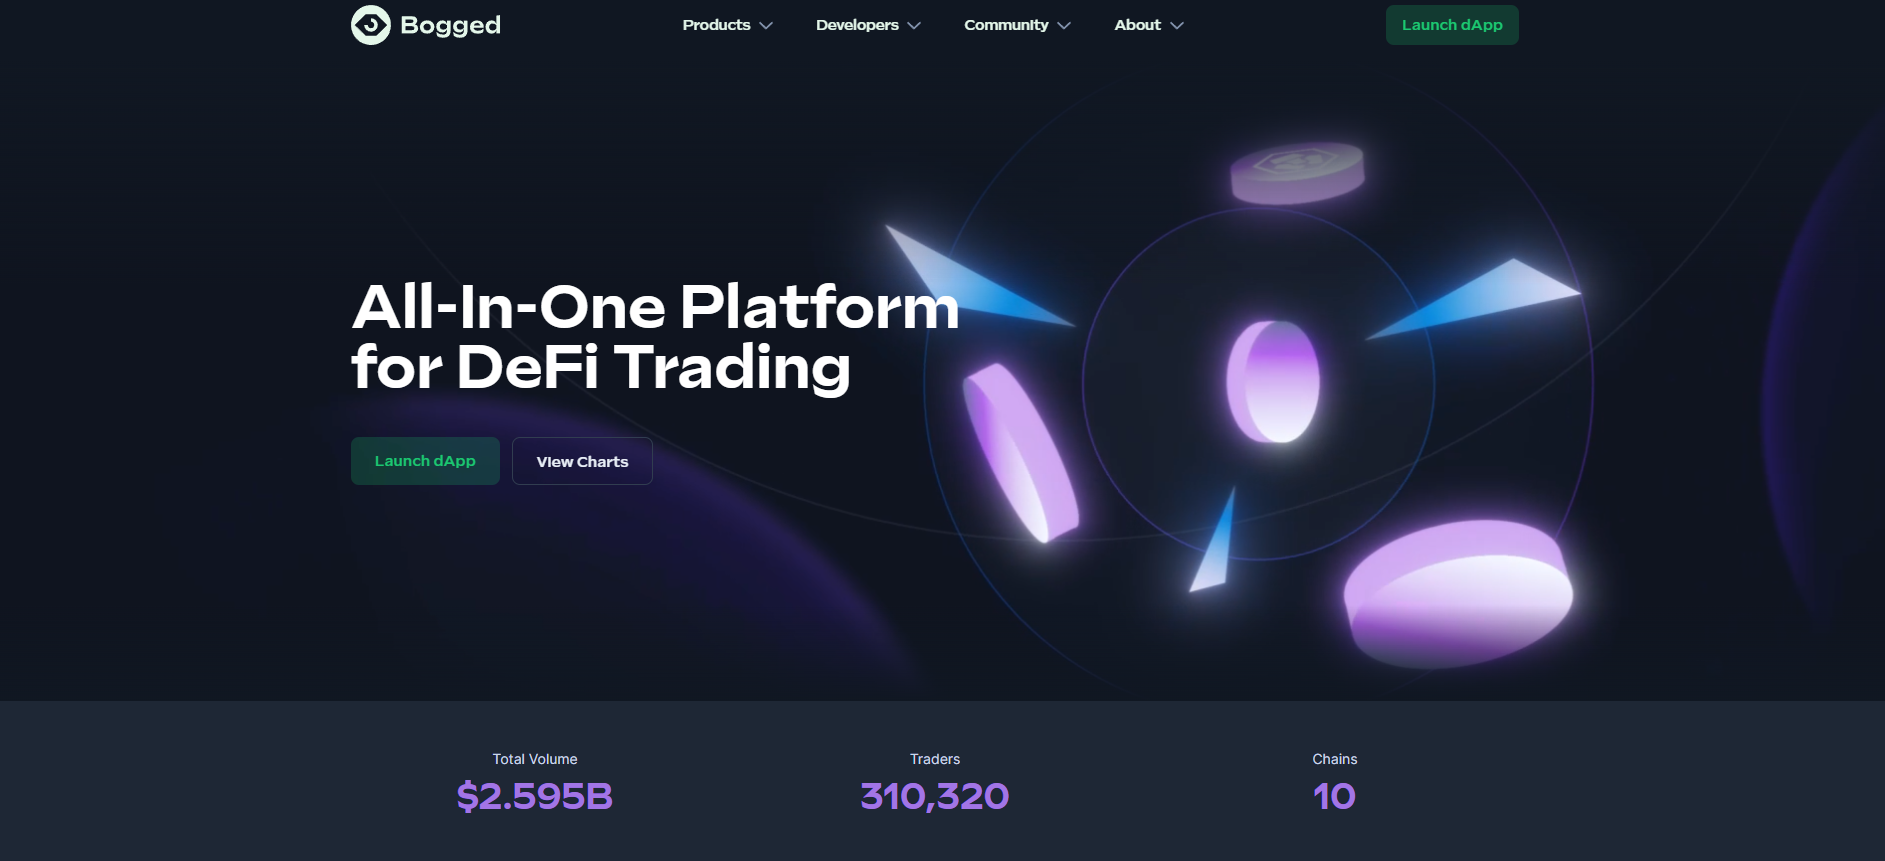 Bogged
Products
Developers
Community
About
Launch dApp
All-In-One Platform
for DeFi Trading
Launch dApp
View Charts
Total Volume
Traders
Chains
$2.595B
310,320
10